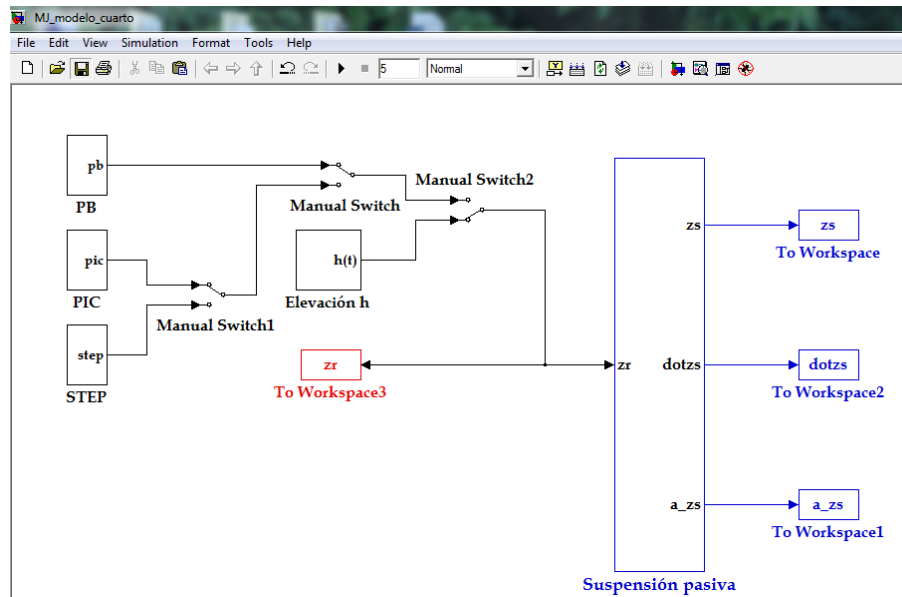 MJ_modelo_cuarto
File Edit View Simulation Format Tools Help
5 Normal
pb
PB
Manual Switch
Manual Switch2
pic
PIC
Manual Switch1
h(t)
Elevación h
step
STEP
zr
To Workspace3
zr
zs
dotzs
a_zs
Suspensión pasiva
zs
To Workspace
dotzs
To Workspace2
a_zs
To Workspace1